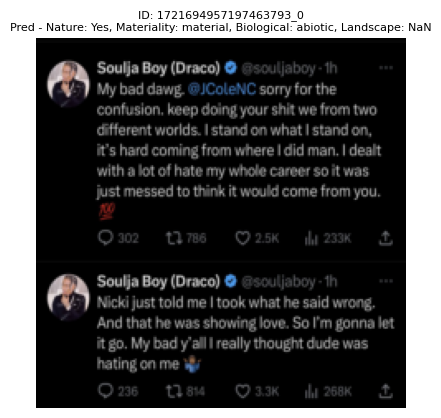 ID: 1721694957197463793_0
Pred - Nature: Yes, Materiality: material, Biological: abiotic, Landscape: NaN
Soulja Boy (Draco) @souljaboy · 1h
My bad dawg. @JColeNC sorry for the
confusion. keep doing your shit we from two
different worlds. I stand on what I stand on,
it's hard coming from where I did man. I dealt
with a lot of hate my whole career so it was
just messed to think it would come from you.
💯
302 786 2.5K 233K
Soulja Boy (Draco) @souljaboy · 1h
Nicki just told me I took what he said wrong.
And that he was showing love. So I'm gonna let
it go. My bad y'all I really thought dude was
hating on me 🤷🏾‍♂️
236 814 3.3K 268K